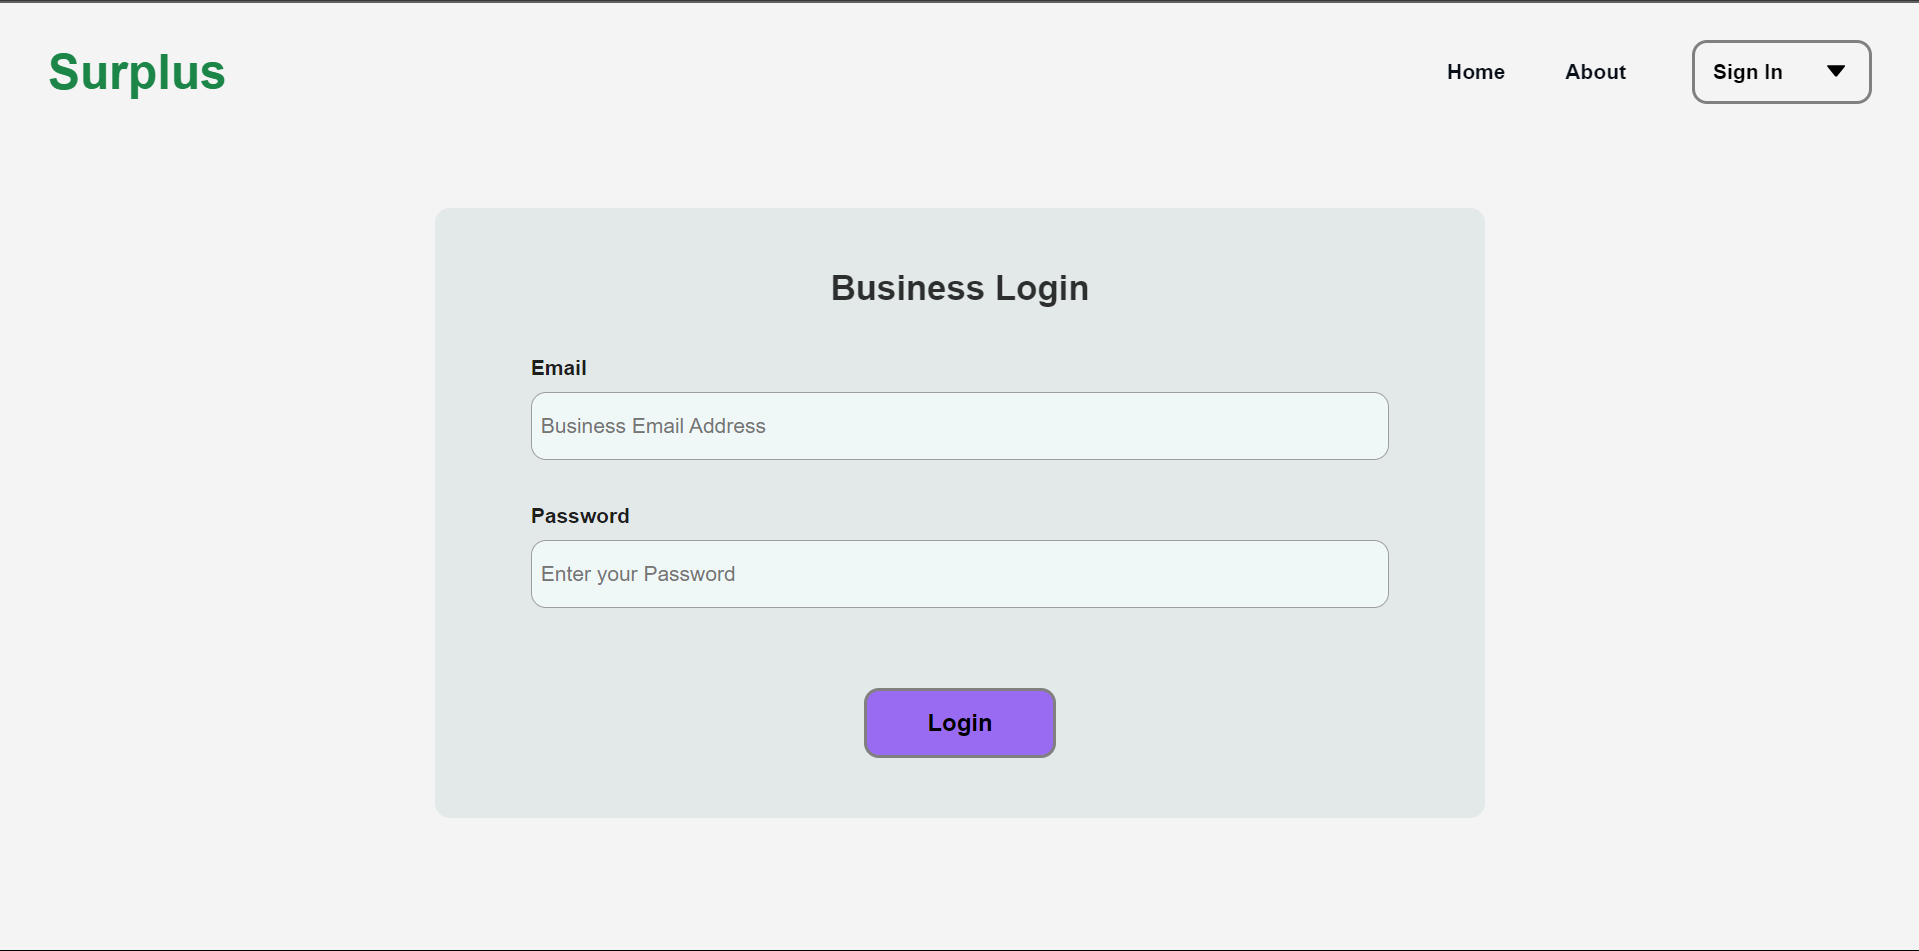 Surplus
Home About Sign In
Business Login
Email
Business Email Address
Password
Enter your Password
Login